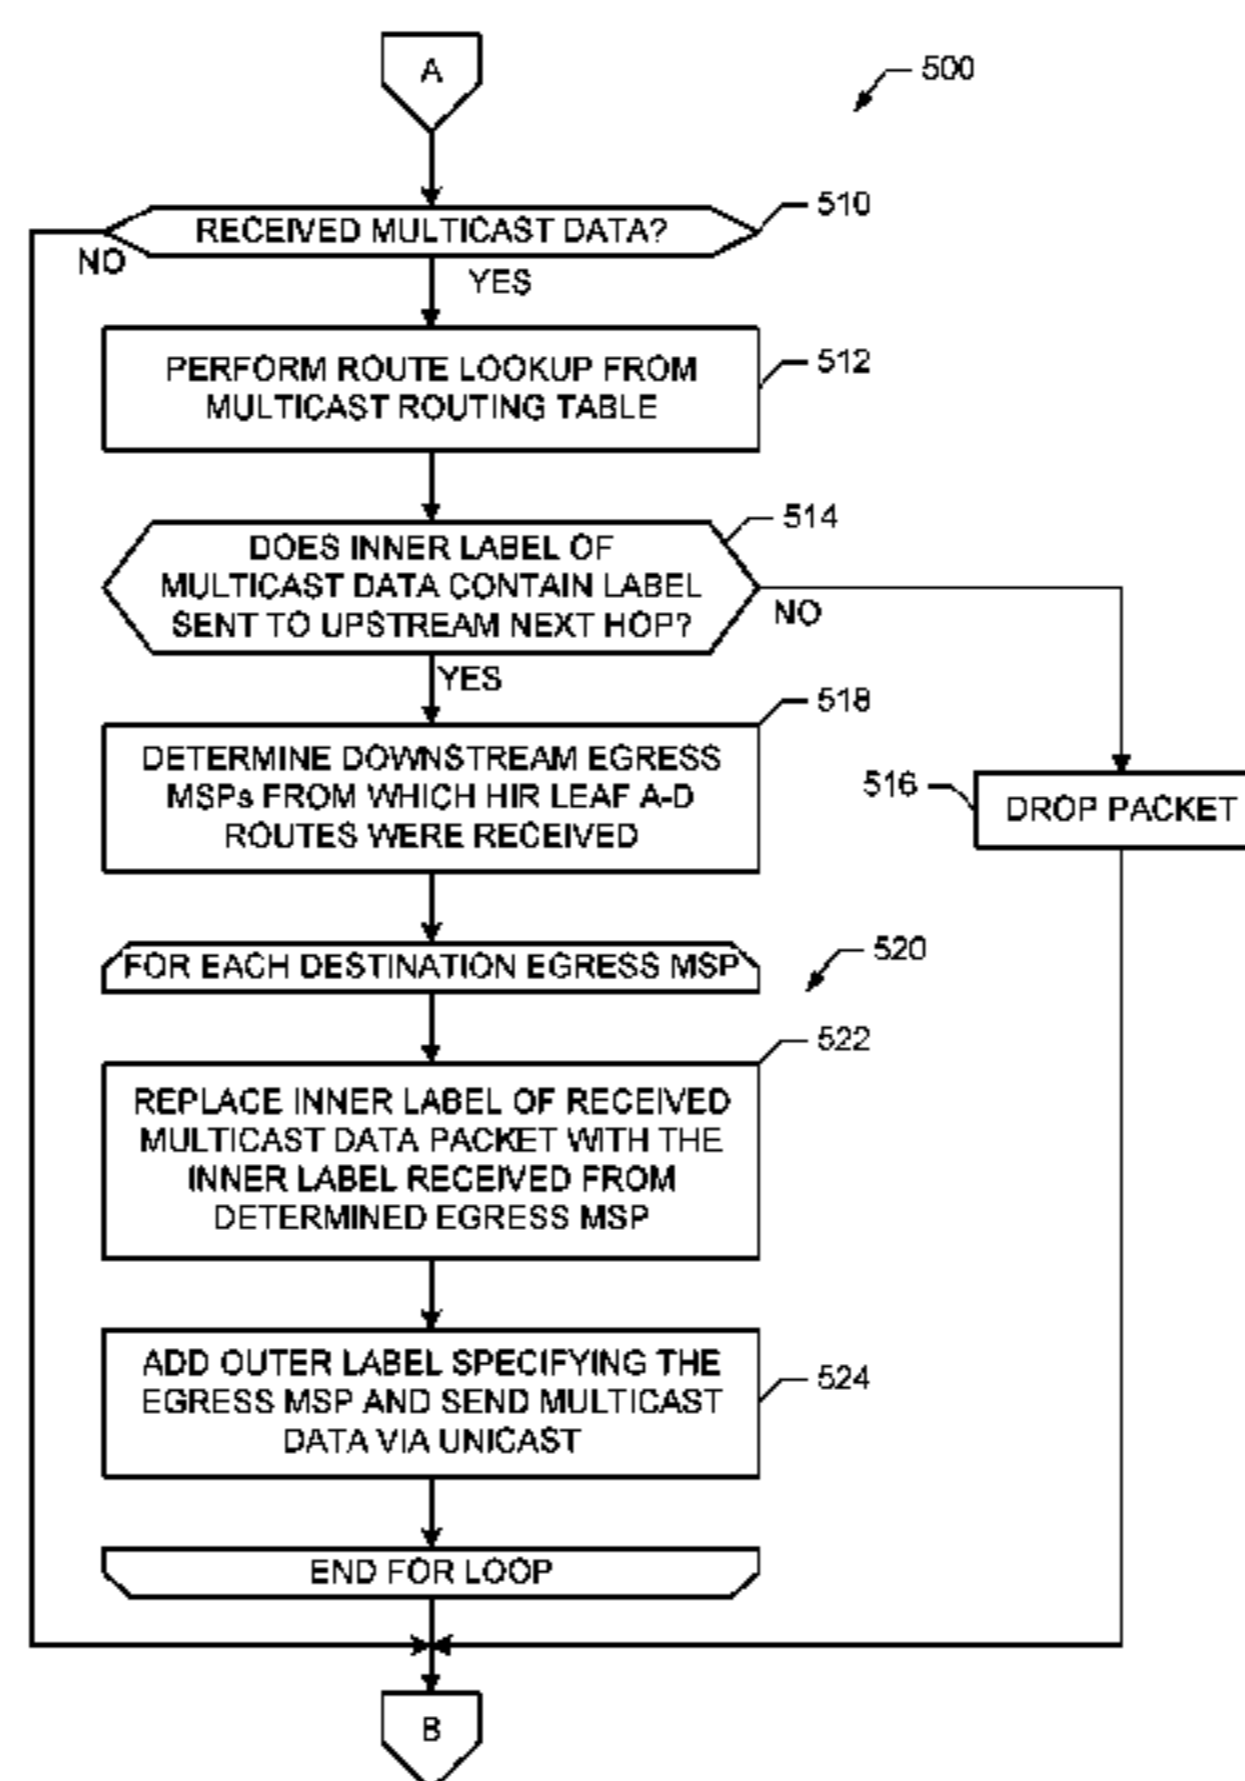 A
500
RECEIVED MULTICAST DATA?
510
NO
YES
PERFORM ROUTE LOOKUP FROM
MULTICAST ROUTING TABLE
512
514
DOES INNER LABEL OF
MULTICAST DATA CONTAIN LABEL
SENT TO UPSTREAM NEXT HOP?
NO
YES
518
DETERMINE DOWNSTREAM EGRESS
MSPs FROM WHICH HIR LEAF A-D
ROUTES WERE RECEIVED
516
DROP PACKET
FOR EACH DESTINATION EGRESS MSP
520
522
REPLACE INNER LABEL OF RECEIVED
MULTICAST DATA PACKET WITH THE
INNER LABEL RECEIVED FROM
DETERMINED EGRESS MSP
ADD OUTER LABEL SPECIFYING THE
EGRESS MSP AND SEND MULTICAST
DATA VIA UNICAST
524
END FOR LOOP
B